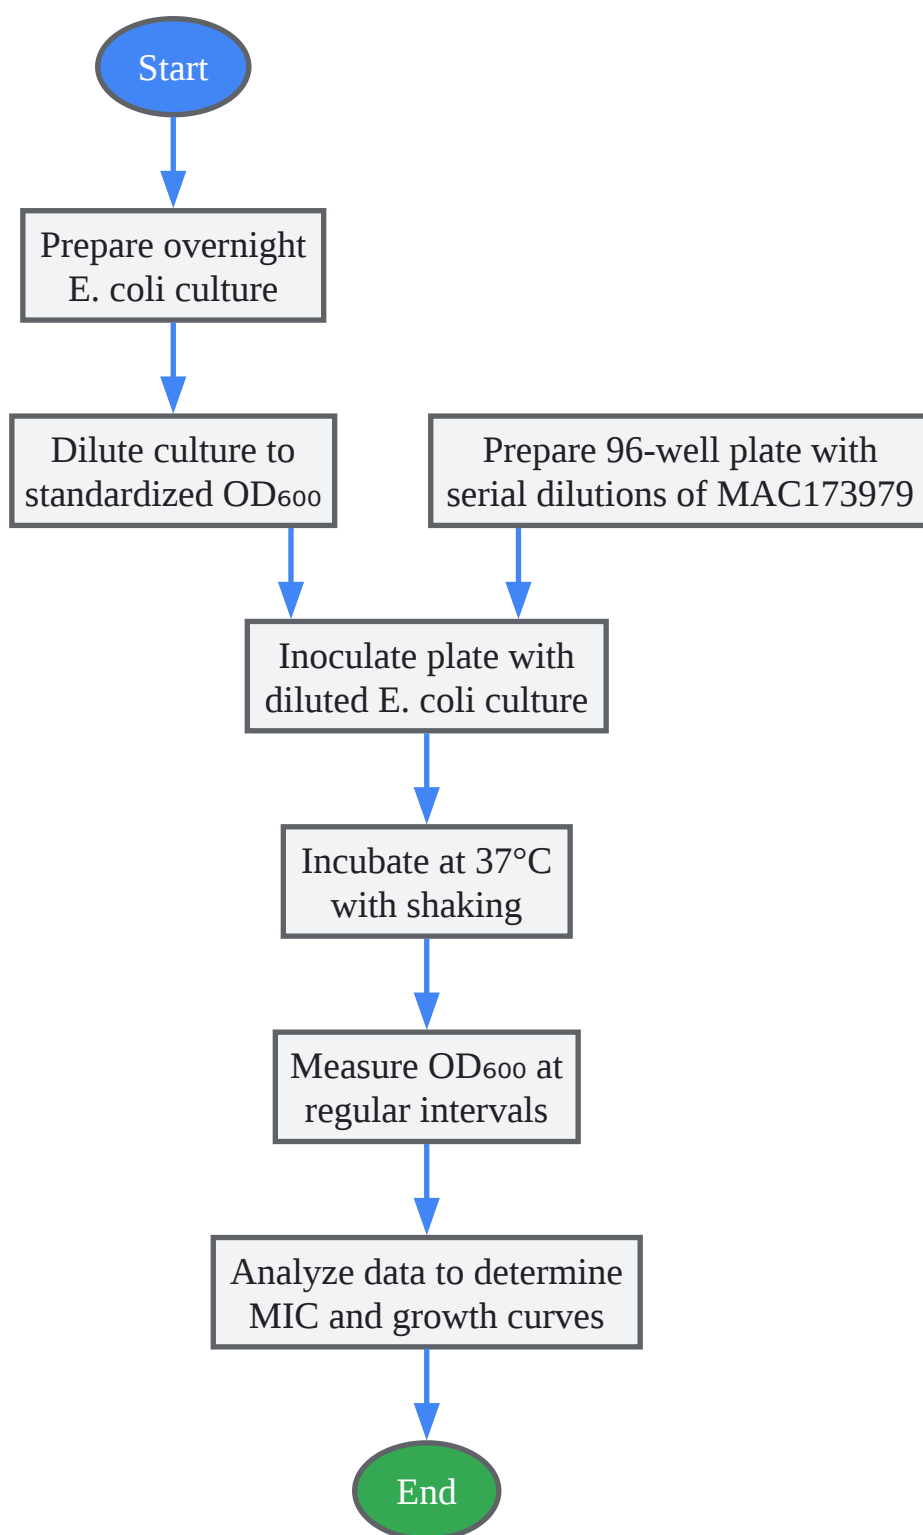 Start
Prepare overnight
E. coli culture
Dilute culture to
standardized OD₆₀₀
Prepare 96-well plate with
serial dilutions of MAC173979
Inoculate plate with
diluted E. coli culture
Incubate at 37°C
with shaking
Measure OD₆₀₀ at
regular intervals
Analyze data to determine
MIC and growth curves
End